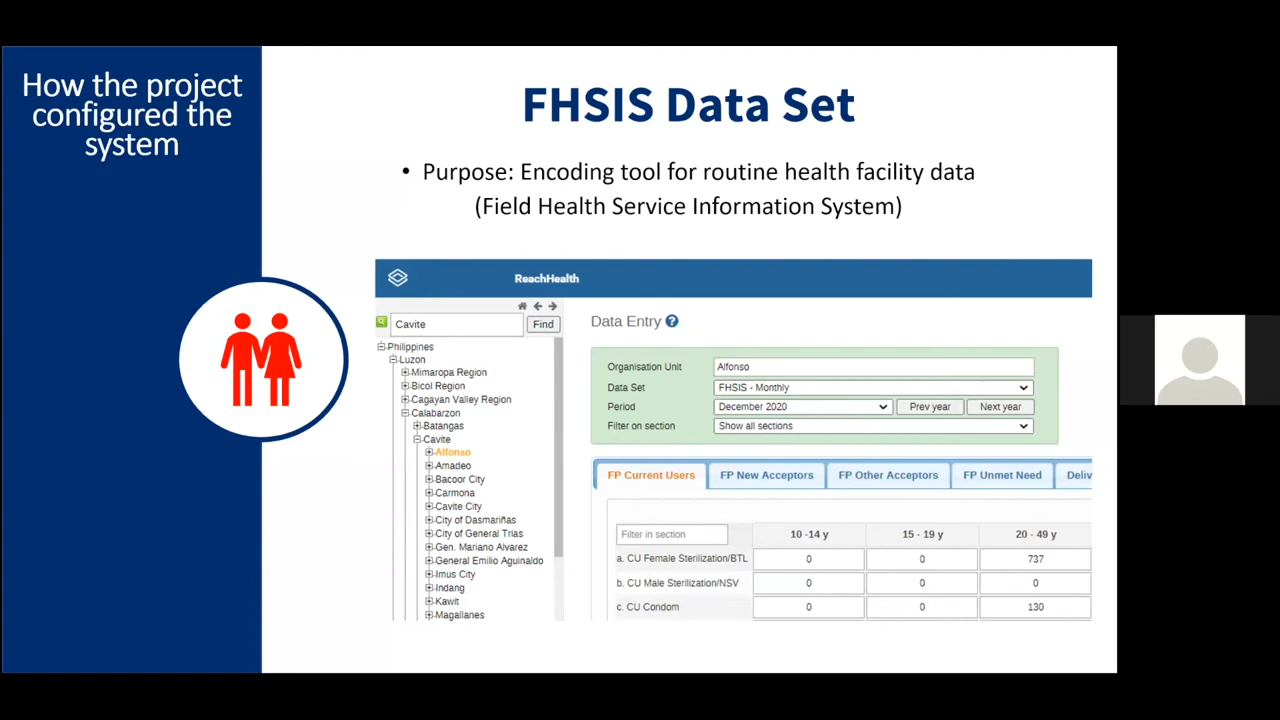 How the project
configured the
system
FHSIS Data Set
• Purpose: Encoding tool for routine health facility data
(Field Health Service Information System)
ReachHealth
Cavite
Find
Philippines
Luzon
Mimaropa Region
Bicol Region
Cagayan Valley Region
Calabarzon
Batangas
Cavite
Alfonso
Amadeo
Bacoor City
Carmona
Cavite City
City of Dasmariñas
City of General Trias
Gen. Mariano Alvarez
General Emilio Aguinaldo
Imus City
Indang
Kawit
Magallanes
Data Entry ?
Organisation Unit Alfonso
Data Set FHSIS - Monthly
Period December 2020 Prev year Next year
Filter on section Show all sections
FP Current Users FP New Acceptors FP Other Acceptors FP Unmet Need Deliv
Filter in section 10 -14 y 15 - 19 y 20 - 49 y
a. CU Female Sterilization/BTL 0 0 737
b. CU Male Sterilization/NSV 0 0 0
c. CU Condom 0 0 130